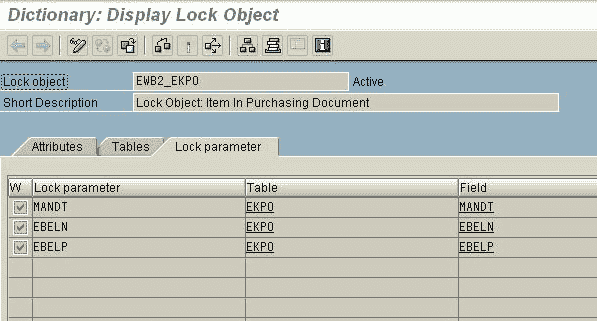 Dictionary: Display Lock Object
Lock object EWB2_EKPO Active
Short Description Lock Object: Item In Purchasing Document
Attributes Tables Lock parameter
W Lock parameter Table Field
MANDT EKPO MANDT
EBELN EKPO EBELN
EBELP EKPO EBELP